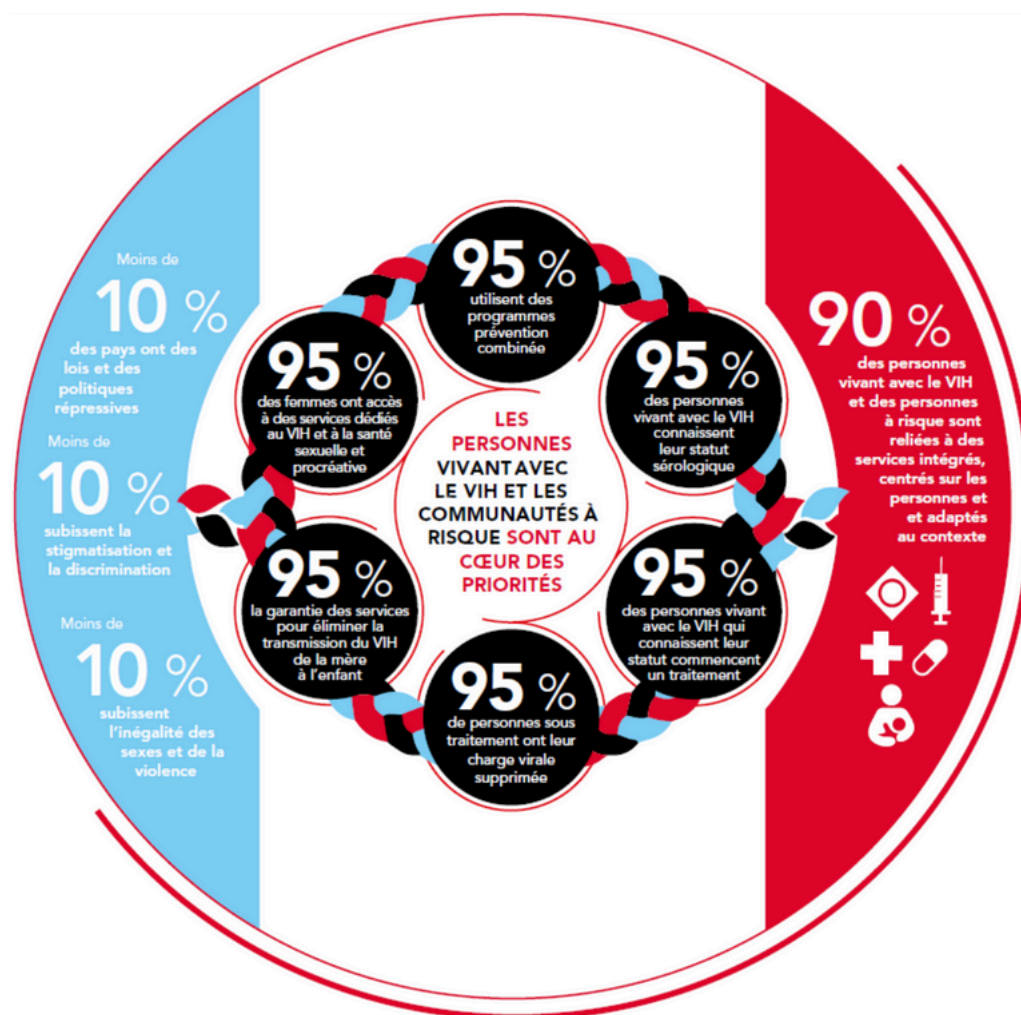 Moins de
10 %
des pays ont des
lois et des
politiques
répressives
Moins de
10 %
subissent la
stigmatisation et
la discrimination
Moins de
10 %
subissent
l’inégalité des
sexes et de la
violence
95 %
utilisent des
programmes
prévention
combinée
95 %
des personnes
vivant avec le VIH
connaissent
leur statut
sérologique
95 %
des personnes vivant
avec le VIH qui
connaissent leur
statut commencent
un traitement
95 %
de personnes sous
traitement ont leur
charge virale
supprimée
95 %
la garantie des services
pour éliminer la
transmission du VIH
de la mère
à l’enfant
95 %
des femmes ont accès
à des services dédiés
au VIH et à la santé
sexuelle et
procréative
LES
PERSONNES
VIVANT AVEC
LE VIH ET LES
COMMUNAUTÉS À
RISQUE SONT AU
CŒUR DES
PRIORITÉS
90 %
des personnes
vivant avec le VIH
et des personnes
à risque sont
reliées à des
services intégrés,
centrés sur les
personnes et
et adaptés
au contexte